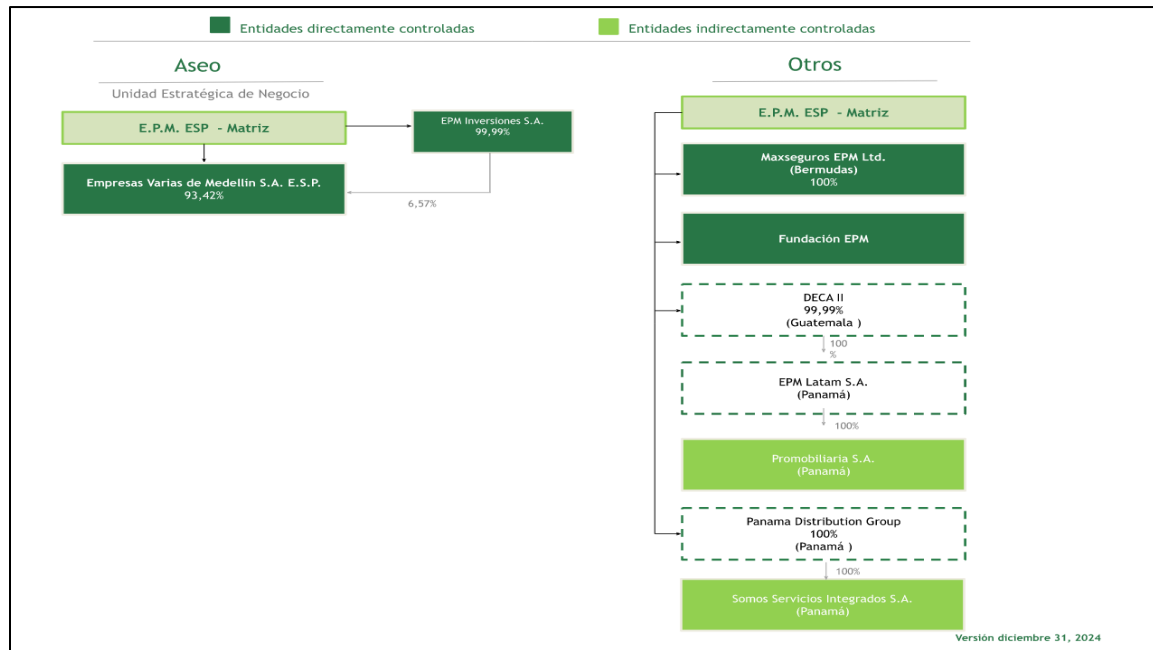 Entidades directamente controladas
Entidades indirectamente controladas
Aseo
Unidad Estratégica de Negocio
E.P.M. ESP - Matriz
EPM Inversiones S.A.
99,99%
Empresas Varias de Medellín S.A. E.S.P.
93,42%
6,57%
Otros
E.P.M. ESP - Matriz
Maxseguros EPM Ltd.
(Bermudas)
100%
Fundación EPM
DECA II
99,99%
(Guatemala )
100
%
EPM Latam S.A.
(Panamá)
100%
Promobiliaria S.A.
(Panamá)
Panama Distribution Group
100%
(Panamá )
100%
Somos Servicios Integrados S.A.
(Panamá)
Versión diciembre 31, 2024